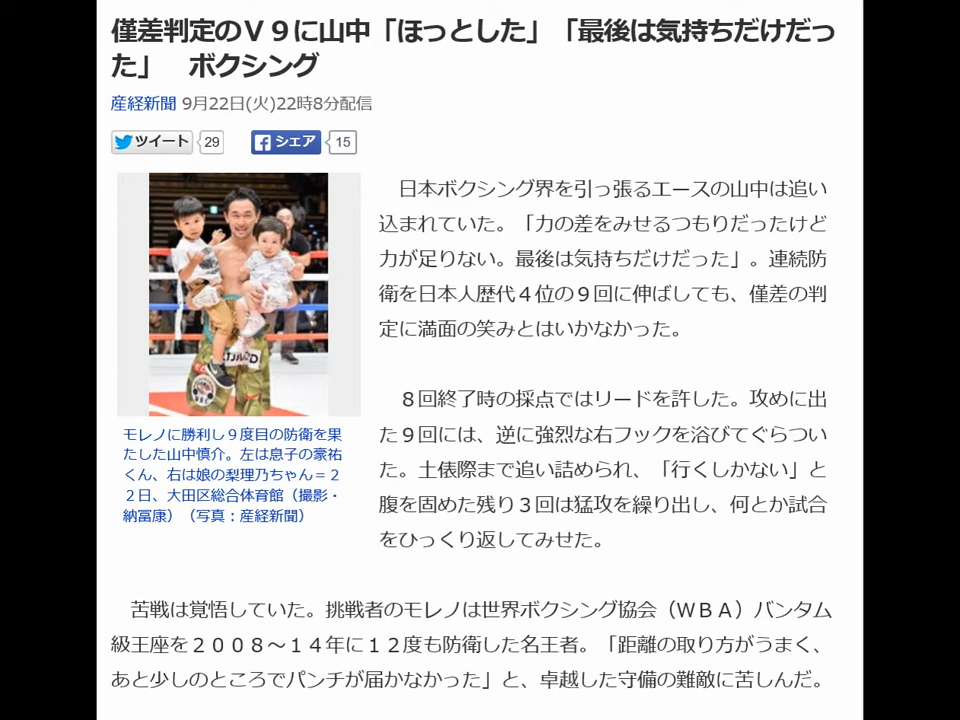 僅差判定のＶ９に山中「ほっとした」「最後は気持ちだけだっ
た」　ボクシング
産経新聞 9月22日(火)22時8分配信
ツイート 29 シェア 15
　日本ボクシング界を引っ張るエースの山中は追い
込まれていた。「力の差をみせるつもりだったけど
力が足りない。最後は気持ちだけだった」。連続防
衛を日本人歴代４位の９回に伸ばしても、僅差の判
定に満面の笑みとはいかなかった。
　８回終了時の採点ではリードを許した。攻めに出
た９回には、逆に強烈な右フックを浴びてぐらつい
た。土俵際まで追い詰められ、「行くしかない」と
腹を固めた残り３回は猛攻を繰り出し、何とか試合
をひっくり返してみせた。
モレノに勝利し９度目の防衛を果
たした山中慎介。左は息子の豪祐
くん、右は娘の梨理乃ちゃん＝２
２日、大田区総合体育館（撮影・
納冨康）（写真：産経新聞）
　苦戦は覚悟していた。挑戦者のモレノは世界ボクシング協会（ＷＢＡ）バンタム
級王座を２００８～１４年に１２度も防衛した名王者。「距離の取り方がうまく、
あと少しのところでパンチが届かなかった」と、卓越した守備の難敵に苦しんだ。